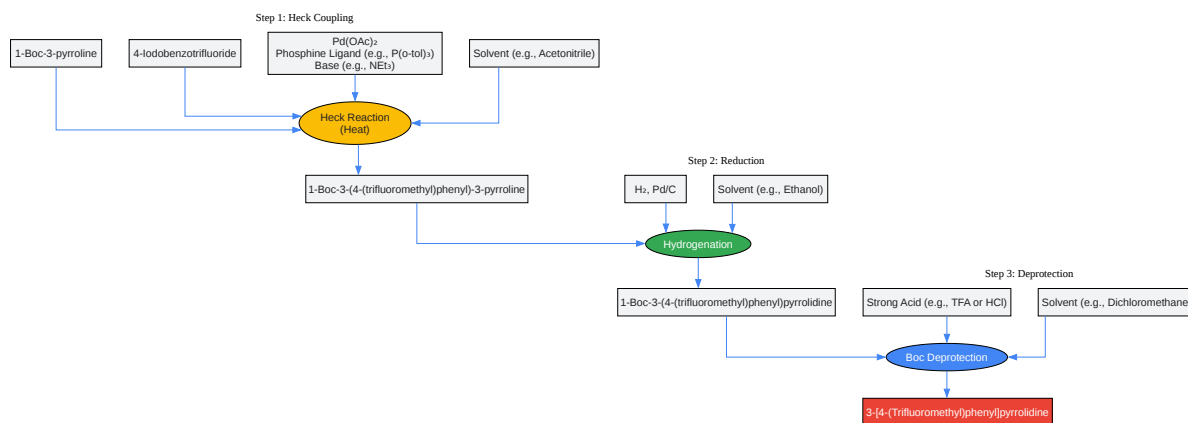 Step 1: Heck Coupling
1-Boc-3-pyrroline
4-Iodobenzotrifluoride
Pd(OAc)₂
Phosphine Ligand (e.g., P(o-tol)₃)
Base (e.g., NEt₃)
Solvent (e.g., Acetonitrile)
Heck Reaction
(Heat)
Step 2: Reduction
1-Boc-3-(4-(trifluoromethyl)phenyl)-3-pyrroline
H₂, Pd/C
Solvent (e.g., Ethanol)
Hydrogenation
Step 3: Deprotection
1-Boc-3-(4-(trifluoromethyl)phenyl)pyrrolidine
Strong Acid (e.g., TFA or HCl)
Solvent (e.g., Dichloromethane
Boc Deprotection
3-[4-(Trifluoromethyl)phenyl]pyrrolidine